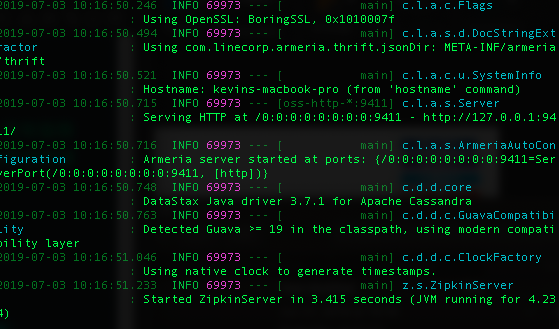 2019-07-03 10:16:50.246  INFO 69973 --- [           main] c.l.a.c.Flags
: Using OpenSSL: BoringSSL, 0x1010007f
2019-07-03 10:16:50.494  INFO 69973 --- [           main] c.l.a.s.d.DocStringExt
ractor                   : Using com.linecorp.armeria.thrift.jsonDir: META-INF/armeria
/thrift
2019-07-03 10:16:50.521  INFO 69973 --- [           main] c.l.a.c.u.SystemInfo
: Hostname: kevins-macbook-pro (from 'hostname' command)
2019-07-03 10:16:50.715  INFO 69973 --- [oss-http-*:9411] c.l.a.s.Server
: Serving HTTP at /0:0:0:0:0:0:0:0:9411 - http://127.0.0.1:94
11/
2019-07-03 10:16:50.716  INFO 69973 --- [           main] c.l.a.s.ArmeriaAutoCon
figuration               : Armeria server started at ports: {/0:0:0:0:0:0:0:0:9411=Ser
verPort(/0:0:0:0:0:0:0:0:9411, [http])}
2019-07-03 10:16:50.748  INFO 69973 --- [           main] c.d.d.core
: DataStax Java driver 3.7.1 for Apache Cassandra
2019-07-03 10:16:50.763  INFO 69973 --- [           main] c.d.d.c.GuavaCompatibi
lity                     : Detected Guava >= 19 in the classpath, using modern compati
bility layer
2019-07-03 10:16:51.046  INFO 69973 --- [           main] c.d.d.c.ClockFactory
: Using native clock to generate timestamps.
2019-07-03 10:16:51.233  INFO 69973 --- [           main] z.s.ZipkinServer
: Started ZipkinServer in 3.415 seconds (JVM running for 4.23
4)